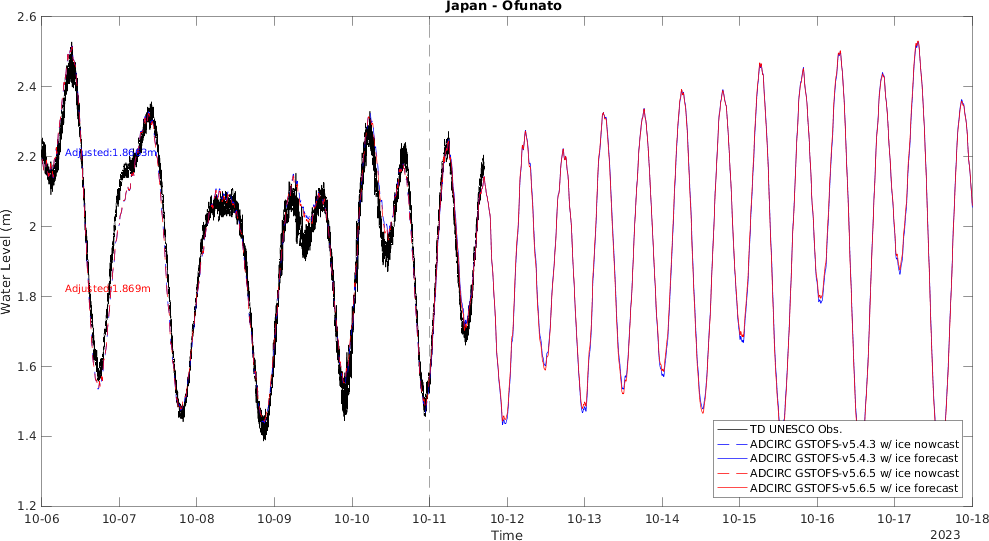 Japan - Ofunato
2.6
2.4
2.2
2
1.8
1.6
1.4
1.2
Water Level (m)
Adjusted:1.869m
TD UNESCO Obs.
ADCIRC GSTOFS-v5.4.3 w/ ice nowcast
ADCIRC GSTOFS-v5.4.3 w/ ice forecast
ADCIRC GSTOFS-v5.6.5 w/ ice nowcast
ADCIRC GSTOFS-v5.6.5 w/ ice forecast
10-06 10-07 10-08 10-09 10-10 10-11 10-12 10-13 10-14 10-15 10-16 10-17 10-18
Time
2023